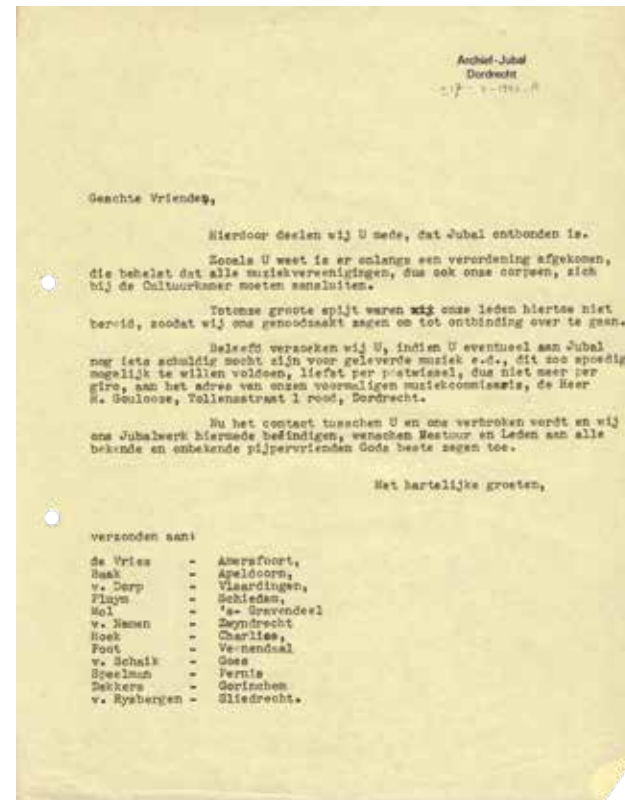 Archief-Jubal
Dordrecht
Geachte Vrienden,
Hierdoor deelen wij U mede, dat Jubal ontbonden is.
Zooals U weet is er onlangs een verordening afgekomen,
die behelst dat alle muziekvereenigingen, dus ook onze corpsen, zich
bij de Cultuurkamer moeten aansluiten.
Totonze groote spijt waren wij onze leden hiertoe niet
bereid, zoodat wij ons genoodzaakt zagen om tot ontbinding over te gaan.
Beleefd verzoeken wij U, indien U eventueel aan Jubal
nog iets schuldig mocht zijn voor geleverde muziek e.d., dit zoo spoedig
mogelijk te willen voldoen, liefst per postwissel, dus niet meer per
giro, aan het adres van onzen voormaligen muziekcommissaris, de Heer
H. Goulooze, Tollensstraat 1 rood, Dordrecht.
Nu het contact tusschen U en ons verbroken wordt en wij
ons Jubalwerk hiermede beëindigen, wenschen Bestuur en Leden aan alle
bekende en onbekende pijpervrienden Gods beste zegen toe.
Met hartelijke groeten,
verzonden aan:
de Vries - Amersfoort,
Baak - Apeldoorn,
v. Dorp - Vlaardingen,
Pluym - Schiedam,
Mol - 's- Gravendeel
v. Namen - Zwyndrecht
Hoek - Charlies,
Poot - Veenendaal
v. Schaik - Goes
Speelman - Pernis
Dekkers - Gorinchem
v. Rysbergen - Sliedrecht.